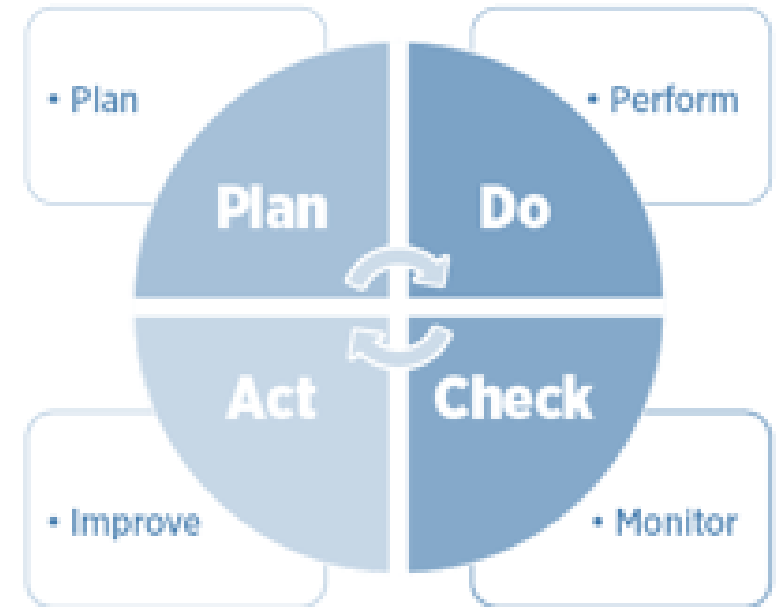 • Plan
• Perform
Plan
Do
Act
Check
• Improve
• Monitor